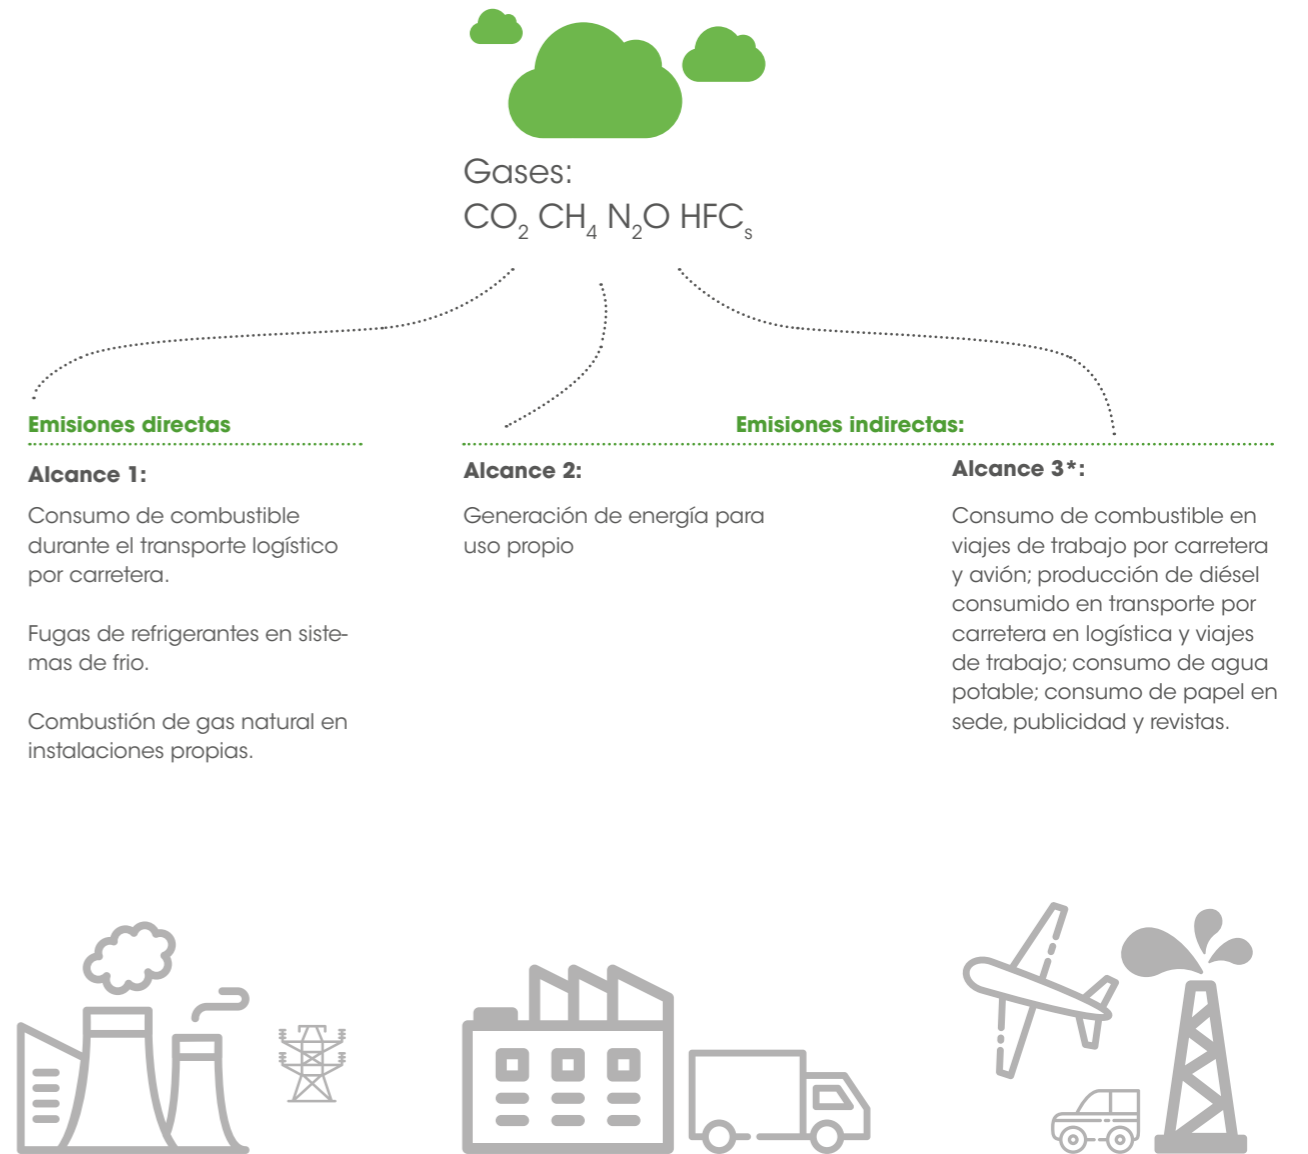 Gases:
CO₂ CH₄ N₂O HFCₛ
Emisiones directas
Alcance 1:
Consumo de combustible
durante el transporte logístico
por carretera.
Fugas de refrigerantes en siste-
mas de frio.
Combustión de gas natural en
instalaciones propias.
Emisiones indirectas:
Alcance 2:
Generación de energía para
uso propio
Alcance 3*:
Consumo de combustible en
viajes de trabajo por carretera
y avión; producción de diésel
consumido en transporte por
carretera en logística y viajes
de trabajo; consumo de agua
potable; consumo de papel en
sede, publicidad y revistas.